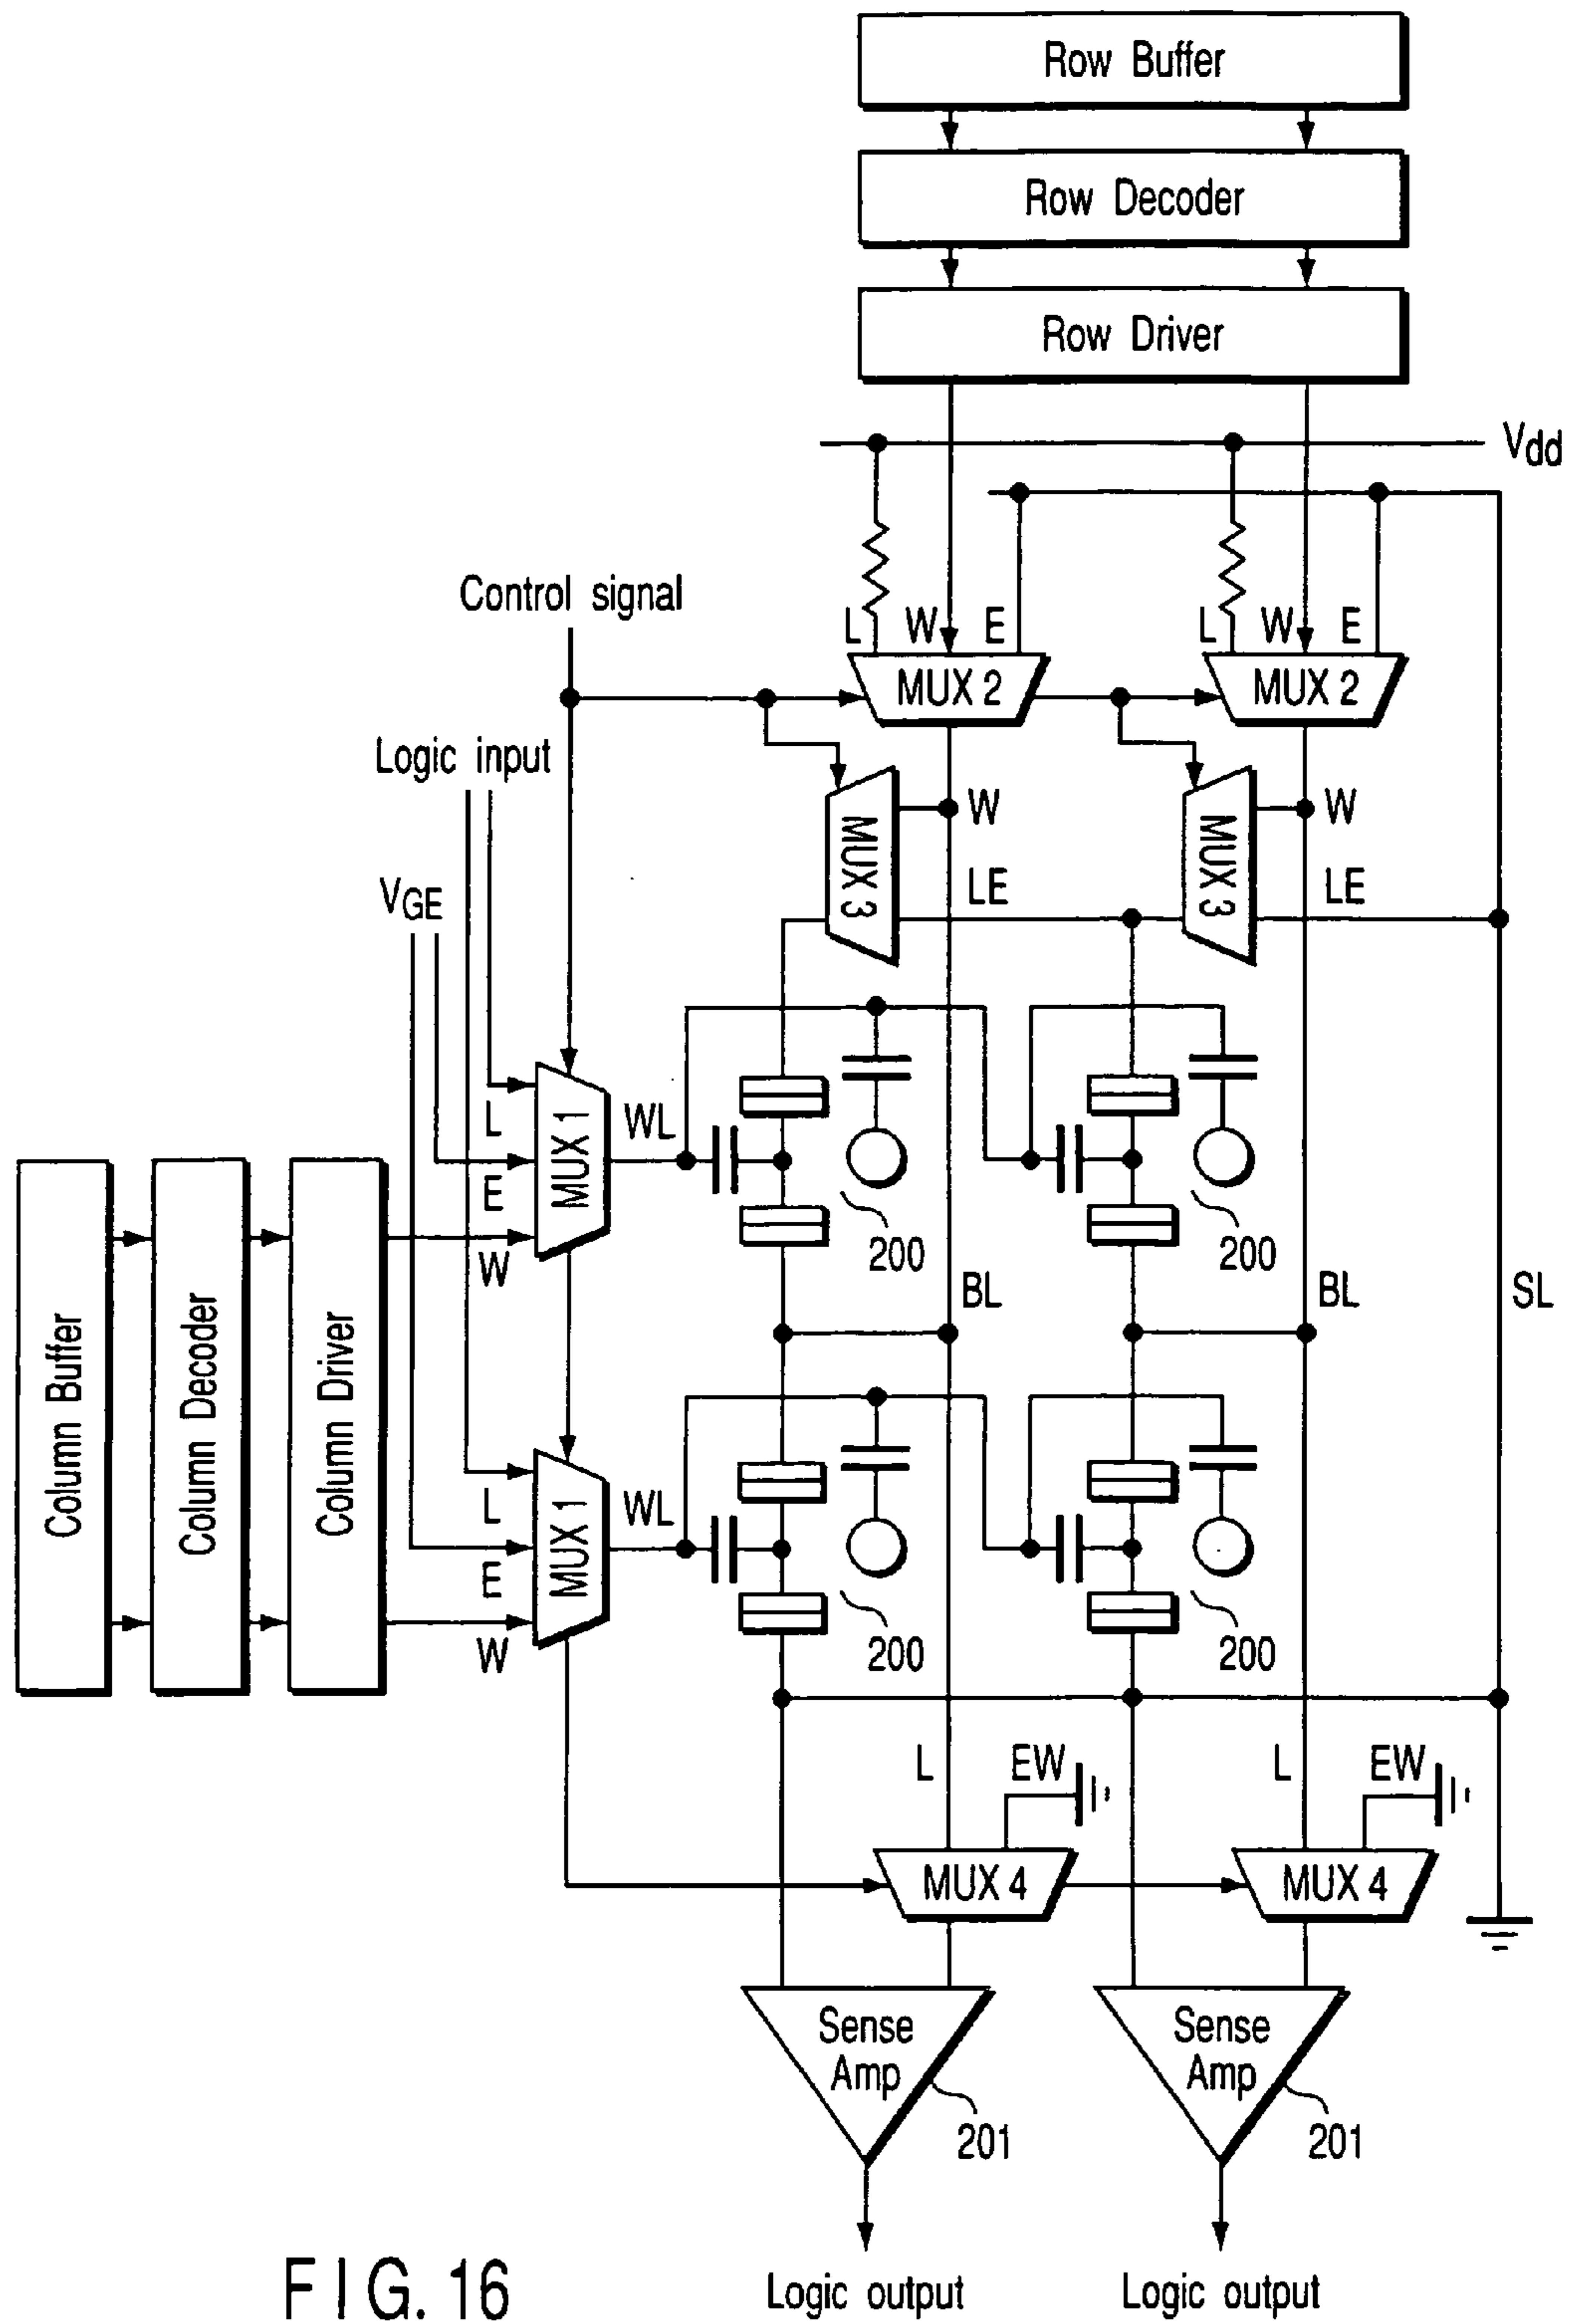 Row Buffer
Row Decoder
Row Driver
Vdd
Control signal
L W E
L W E
MUX 2
MUX 2
Logic input
W
W
MUX 3
MUX 3
VGE
LE
LE
L
MUX 1
WL
E
W
200
200
BL
BL
SL
Column Buffer
Column Decoder
Column Driver
L
MUX 1
WL
E
W
200
200
L
EW
L
EW
MUX 4
MUX 4
Sense
Amp
Sense
Amp
201
201
Logic output
Logic output
FIG. 16